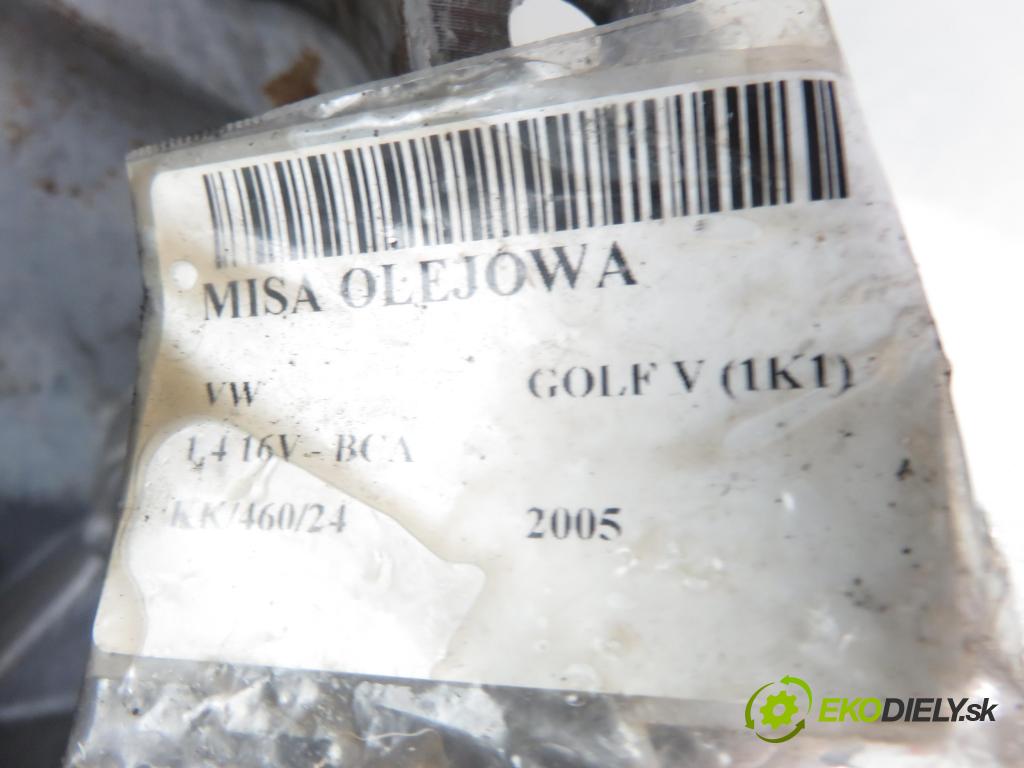 MISA OLEJOWA
VW GOLF V (1K1)
1,4 16V - BCA
KK/460/24 2005
EKODIELY.sk